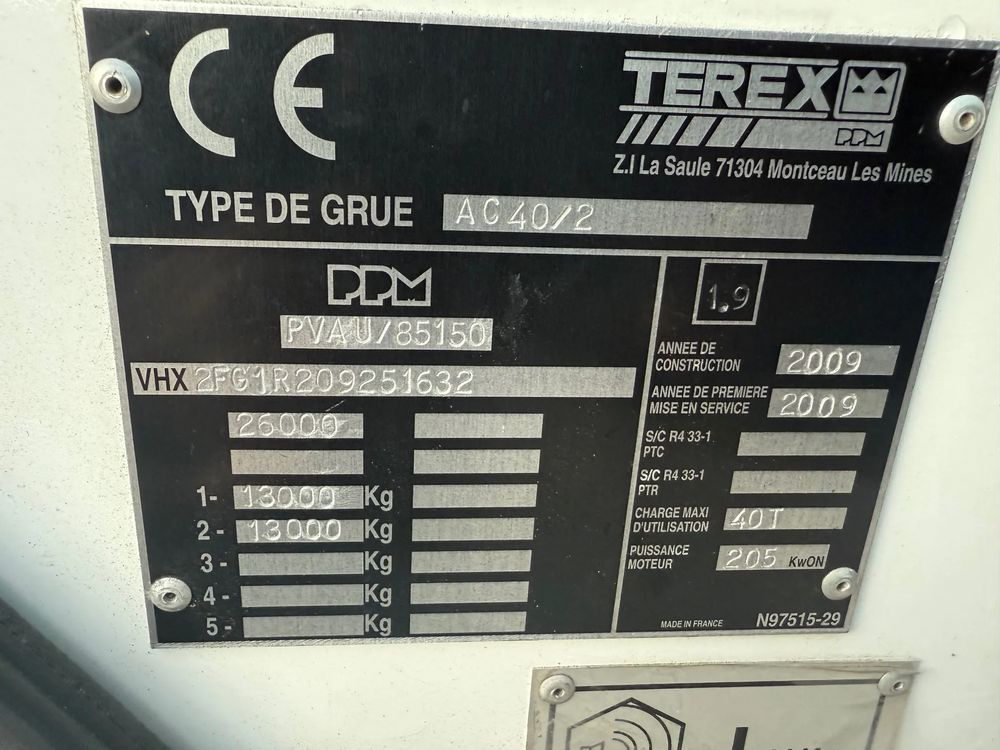 CE
TEREX
PPM
Z.I La Saule 71304 Montceau Les Mines
TYPE DE GRUE AC40/2
PPM
PVAU/85150
VHX 2FG1R209251632
26000
1- 13000 Kg
2- 13000 Kg
3- Kg
4- Kg
5- Kg
1.9
ANNEE DE
CONSTRUCTION 2009
ANNEE DE PREMIERE
MISE EN SERVICE 2009
S/C R4 33-1
PTC
S/C R4 33-1
PTR
CHARGE MAXI
D'UTILISATION 40T
PUISSANCE
MOTEUR 205 KwON
MADE IN FRANCE N97515-29